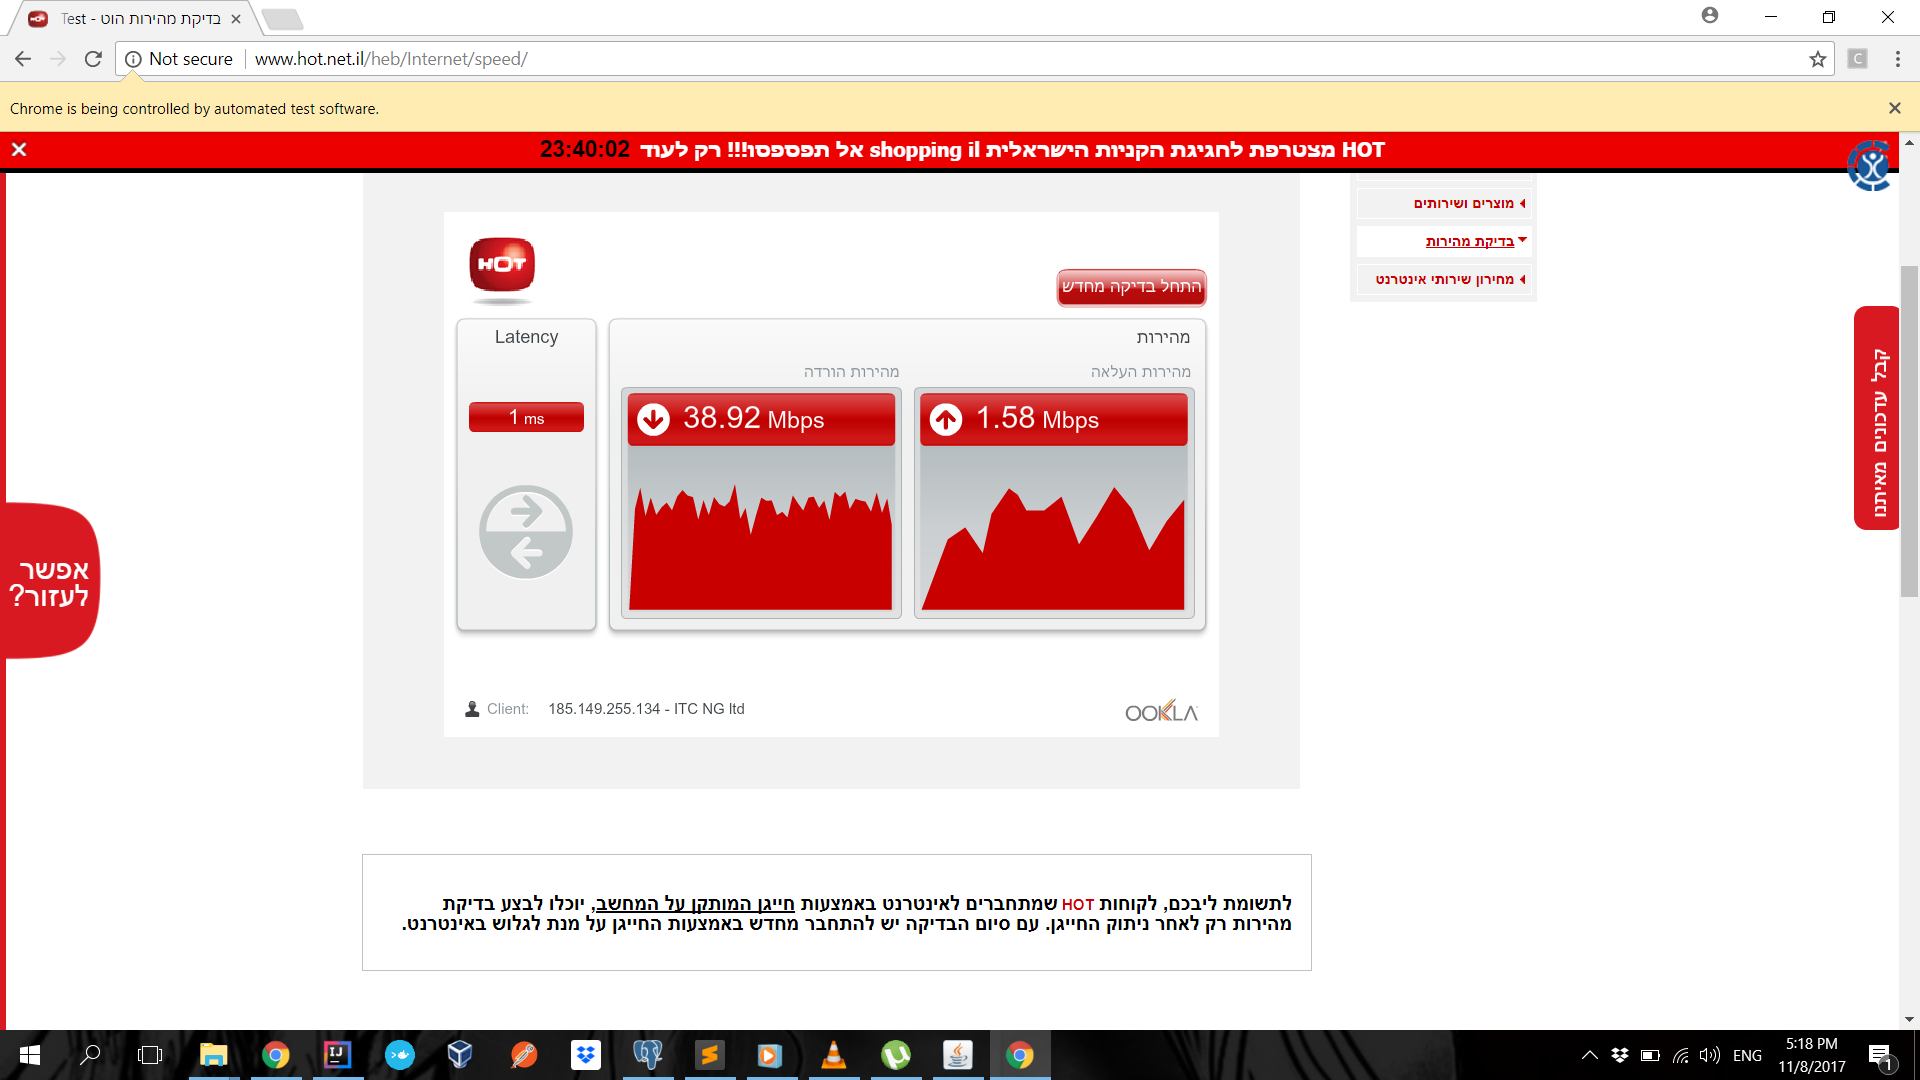 Test - בדיקת מהירות הוט
Not secure
www.hot.net.il/heb/Internet/speed/
C
Chrome is being controlled by automated test software.
HOT מצטרפת לחגיגת הקניות הישראלית shopping il אל תפספסו!!! רק לעוד 23:40:02
מוצרים ושירותים
בדיקת מהירות
מחירון שירותי אינטרנט
HOT
התחל בדיקה מחדש
Latency
מהירות
מהירות הורדה
מהירות העלאה
1 ms
38.92 Mbps
1.58 Mbps
קבל עדכונים מאיתנו
אפשר
לעזור?
Client: 185.149.255.134 - ITC NG ltd
OOKLA
לתשומת ליבכם, לקוחות HOT שמתחברים לאינטרנט באמצעות חייגן המותקן על המחשב, יוכלו לבצע בדיקת
מהירות רק לאחר ניתוק החייגן. עם סיום הבדיקה יש להתחבר מחדש באמצעות החייגן על מנת לגלוש באינטרנט.
IJ
ENG
5:18 PM
11/8/2017
1